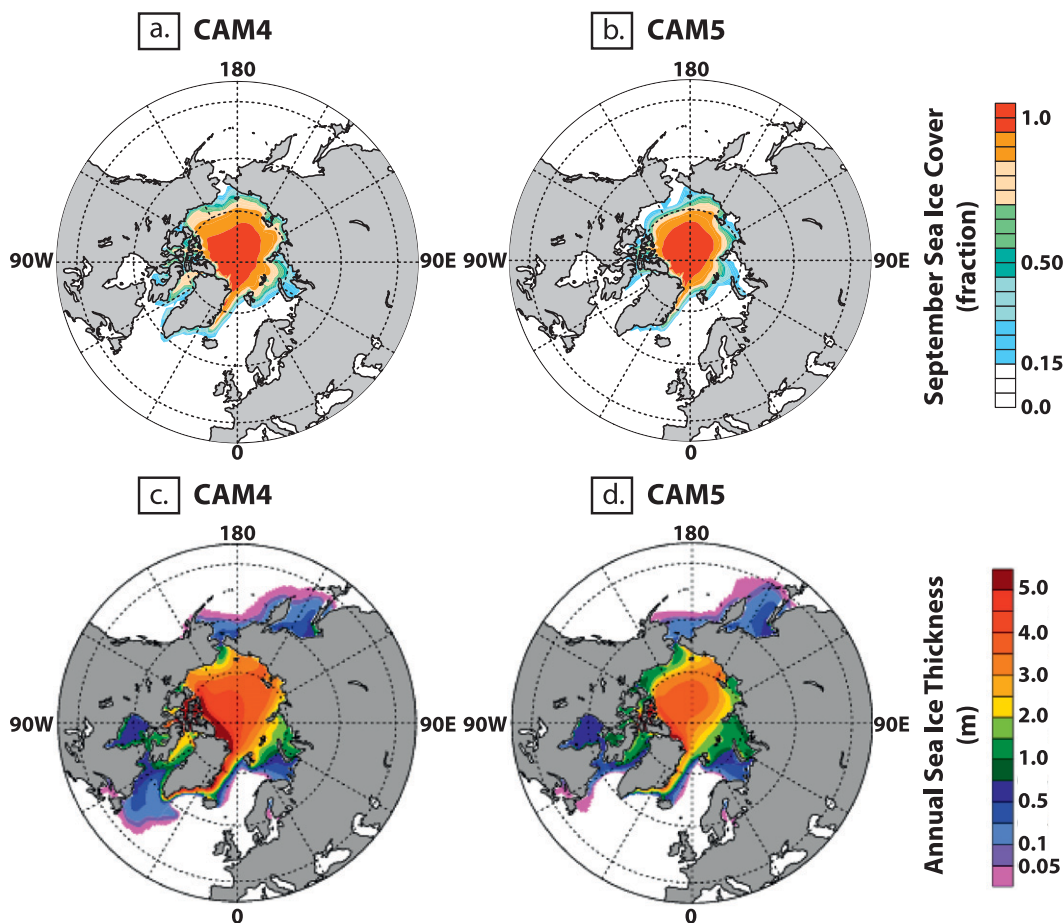 a. CAM4
b. CAM5
180
180
90W
90E
90W
90E
0
0
September Sea Ice Cover
(fraction)
1.0
0.50
0.15
0.0
c. CAM4
d. CAM5
180
180
90W
90E
90W
90E
0
0
Annual Sea Ice Thickness
(m)
5.0
4.0
3.0
2.0
1.0
0.5
0.1
0.05